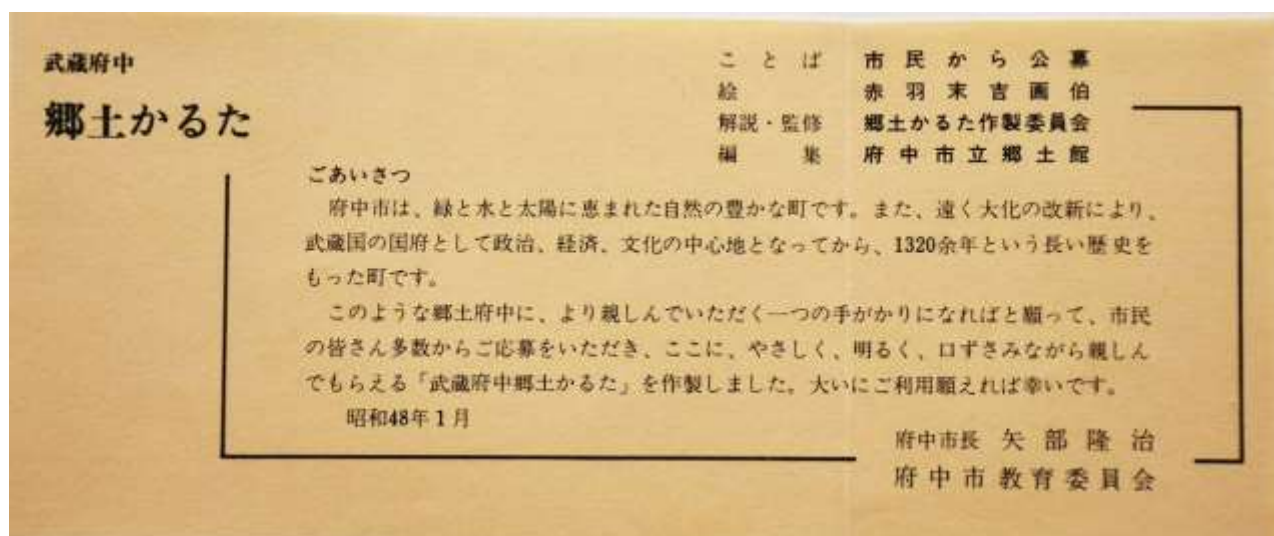 武蔵府中
郷土かるた
ことば 市民から公募
絵 赤羽末吉画伯
解説・監修 郷土かるた作製委員会
編集 府中市立郷土館
ごあいさつ
府中市は、緑と水と太陽に恵まれた自然の豊かな町です。また、遠く大化の改新により、
武蔵国の国府として政治、経済、文化の中心地となってから、1320余年という長い歴史を
もった町です。
このような郷土府中に、より親しんでいただく一つの手がかりになればと願って、市民
の皆さん多数からご応募をいただき、ここに、やさしく、明るく、口ずさみながら親しん
でもらえる「武蔵府中郷土かるた」を作製しました。大いにご利用願えれば幸いです。
昭和48年1月
府中市長 矢部隆治
府中市教育委員会